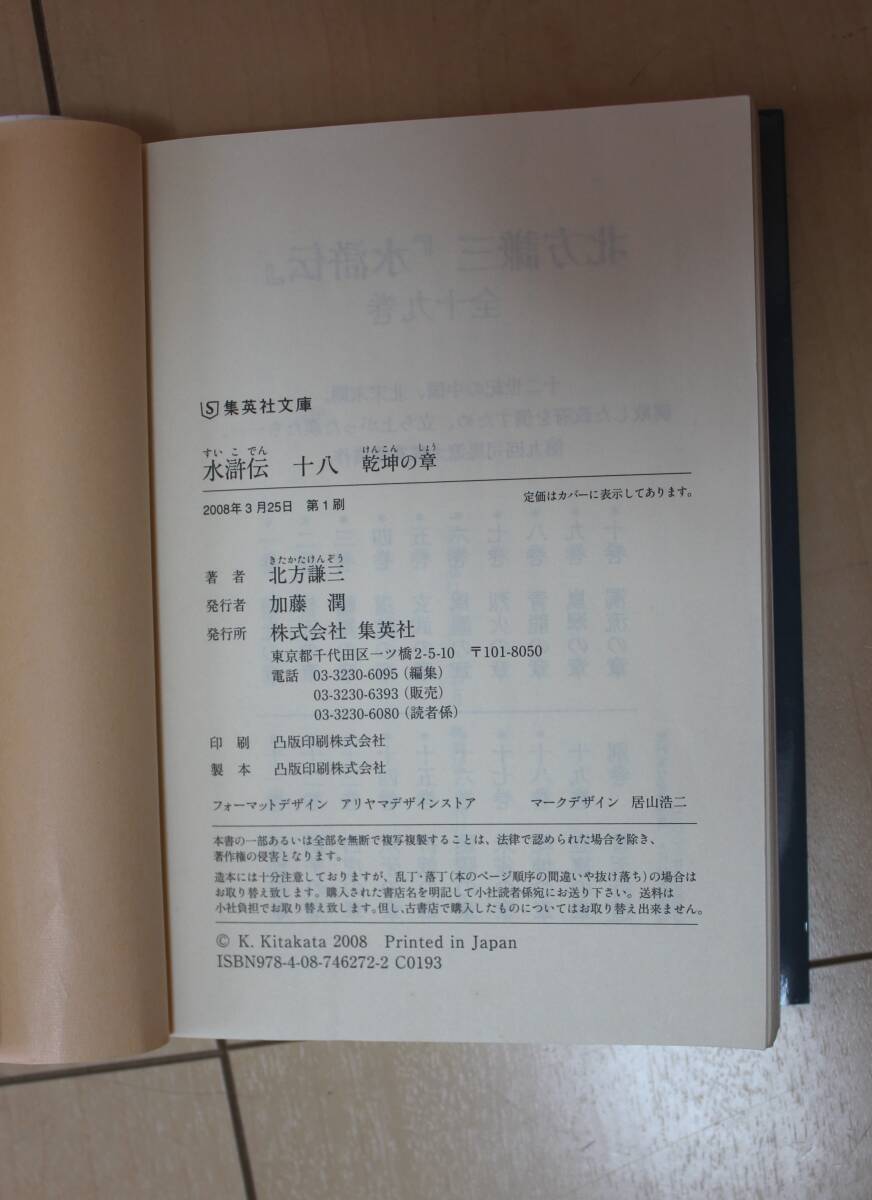 集英社文庫
すいこでん けんこん しょう
水滸伝 十八 乾坤の章
2008年3月25日 第1刷 定価はカバーに表示してあります。
きたかたけんぞう
著者 北方謙三
発行者 加藤 潤
発行所 株式会社 集英社
東京都千代田区一ツ橋2-5-10 〒101-8050
電話 03-3230-6095(編集)
03-3230-6393(販売)
03-3230-6080(読者係)
印刷 凸版印刷株式会社
製本 凸版印刷株式会社
フォーマットデザイン アリヤマデザインストア マークデザイン 居山浩二
本書の一部あるいは全部を無断で複写複製することは、法律で認められた場合を除き、
著作権の侵害となります。
造本には十分注意しておりますが、乱丁・落丁(本のページ順序の間違いや抜け落ち)の場合は
お取り替え致します。購入された書店名を明記して小社読者係宛にお送り下さい。送料は
小社負担でお取り替え致します。但し、古書店で購入したものについてはお取り替え出来ません。
© K. Kitakata 2008 Printed in Japan
ISBN978-4-08-746272-2 C0193
北方謙三『水滸伝』
全十九巻